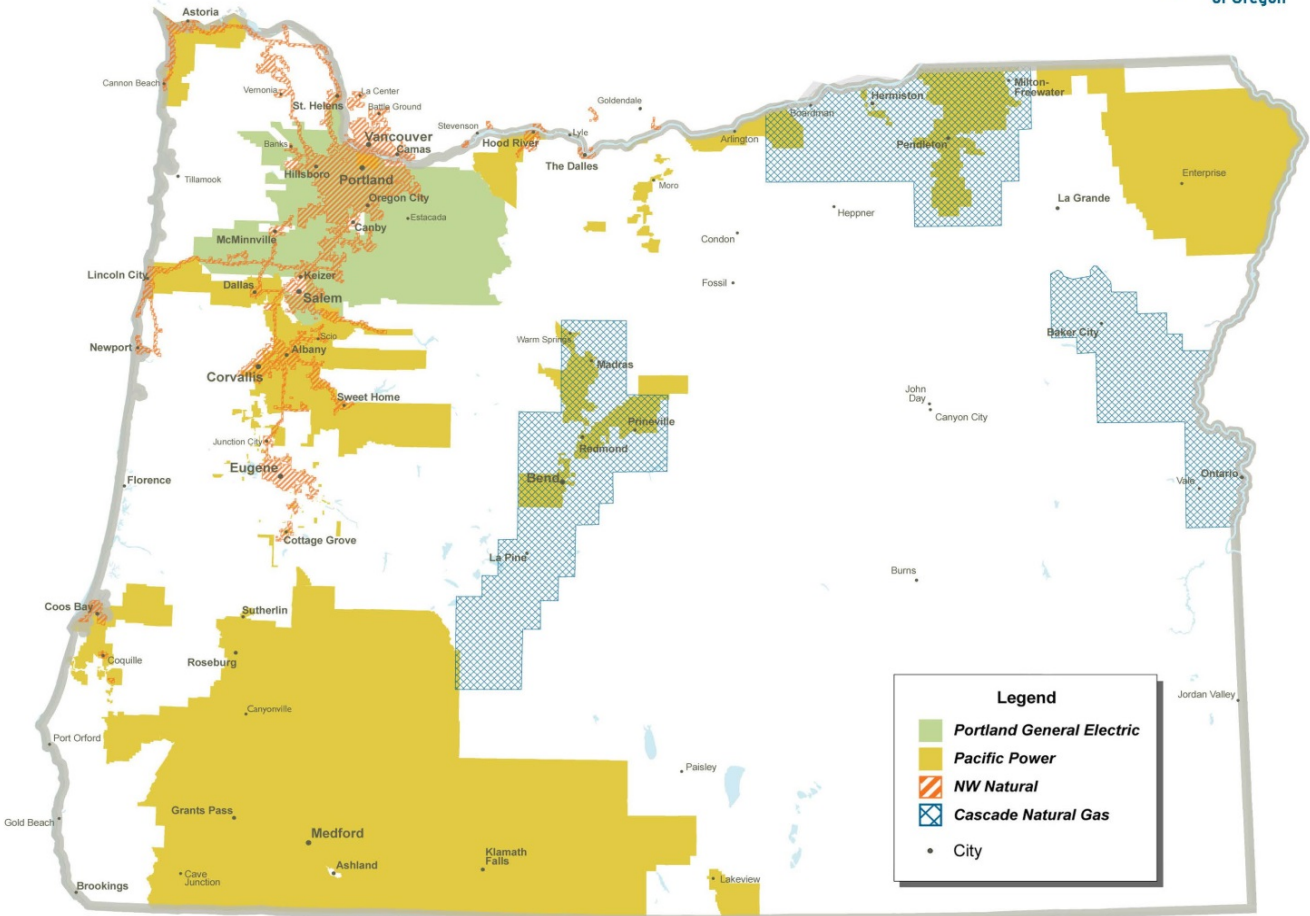 of Oregon
Astoria
Cannon Beach
Vernonia
St. Helens
La Center
Battle Ground
Vancouver
Camas
Banks
Hillsboro
Portland
Tillamook
Oregon City
Estacada
Canby
McMinnville
Stevenson
Hood River
Lyle
Goldendale
The Dalles
Arlington
Moro
Boardman
Hermiston
Milton-
Freewater
Pendleton
Enterprise
La Grande
Heppner
Condon
Fossil
Lincoln City
Dallas
Keizer
Salem
Newport
Scio
Albany
Corvallis
Sweet Home
Junction City
Eugene
Florence
Cottage Grove
Warm Springs
Madras
Prineville
Redmond
Bend
La Pine
John
Day
Canyon City
Baker City
Vale
Ontario
Burns
Coos Bay
Coquille
Sutherlin
Roseburg
Canyonville
Port Orford
Gold Beach
Grants Pass
Medford
Ashland
Cave
Junction
Brookings
Klamath
Falls
Paisley
Lakeview
Jordan Valley
Legend
Portland General Electric
Pacific Power
NW Natural
Cascade Natural Gas
City